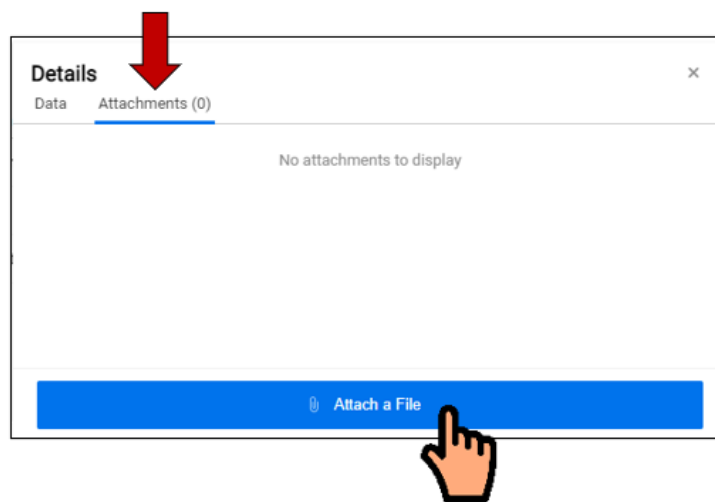 Details
Data Attachments (0)
No attachments to display
Attach a File